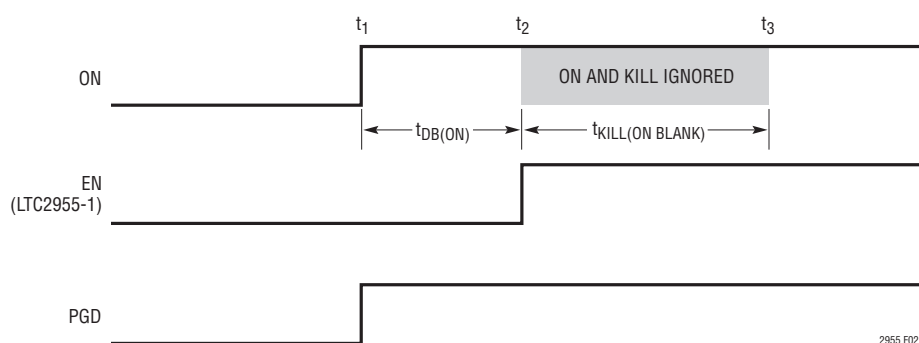 t1 t2 t3
ON
ON AND KILL IGNORED
tDB(ON)
tKILL(ON BLANK)
EN
(LTC2955-1)
PGD
2955 F02